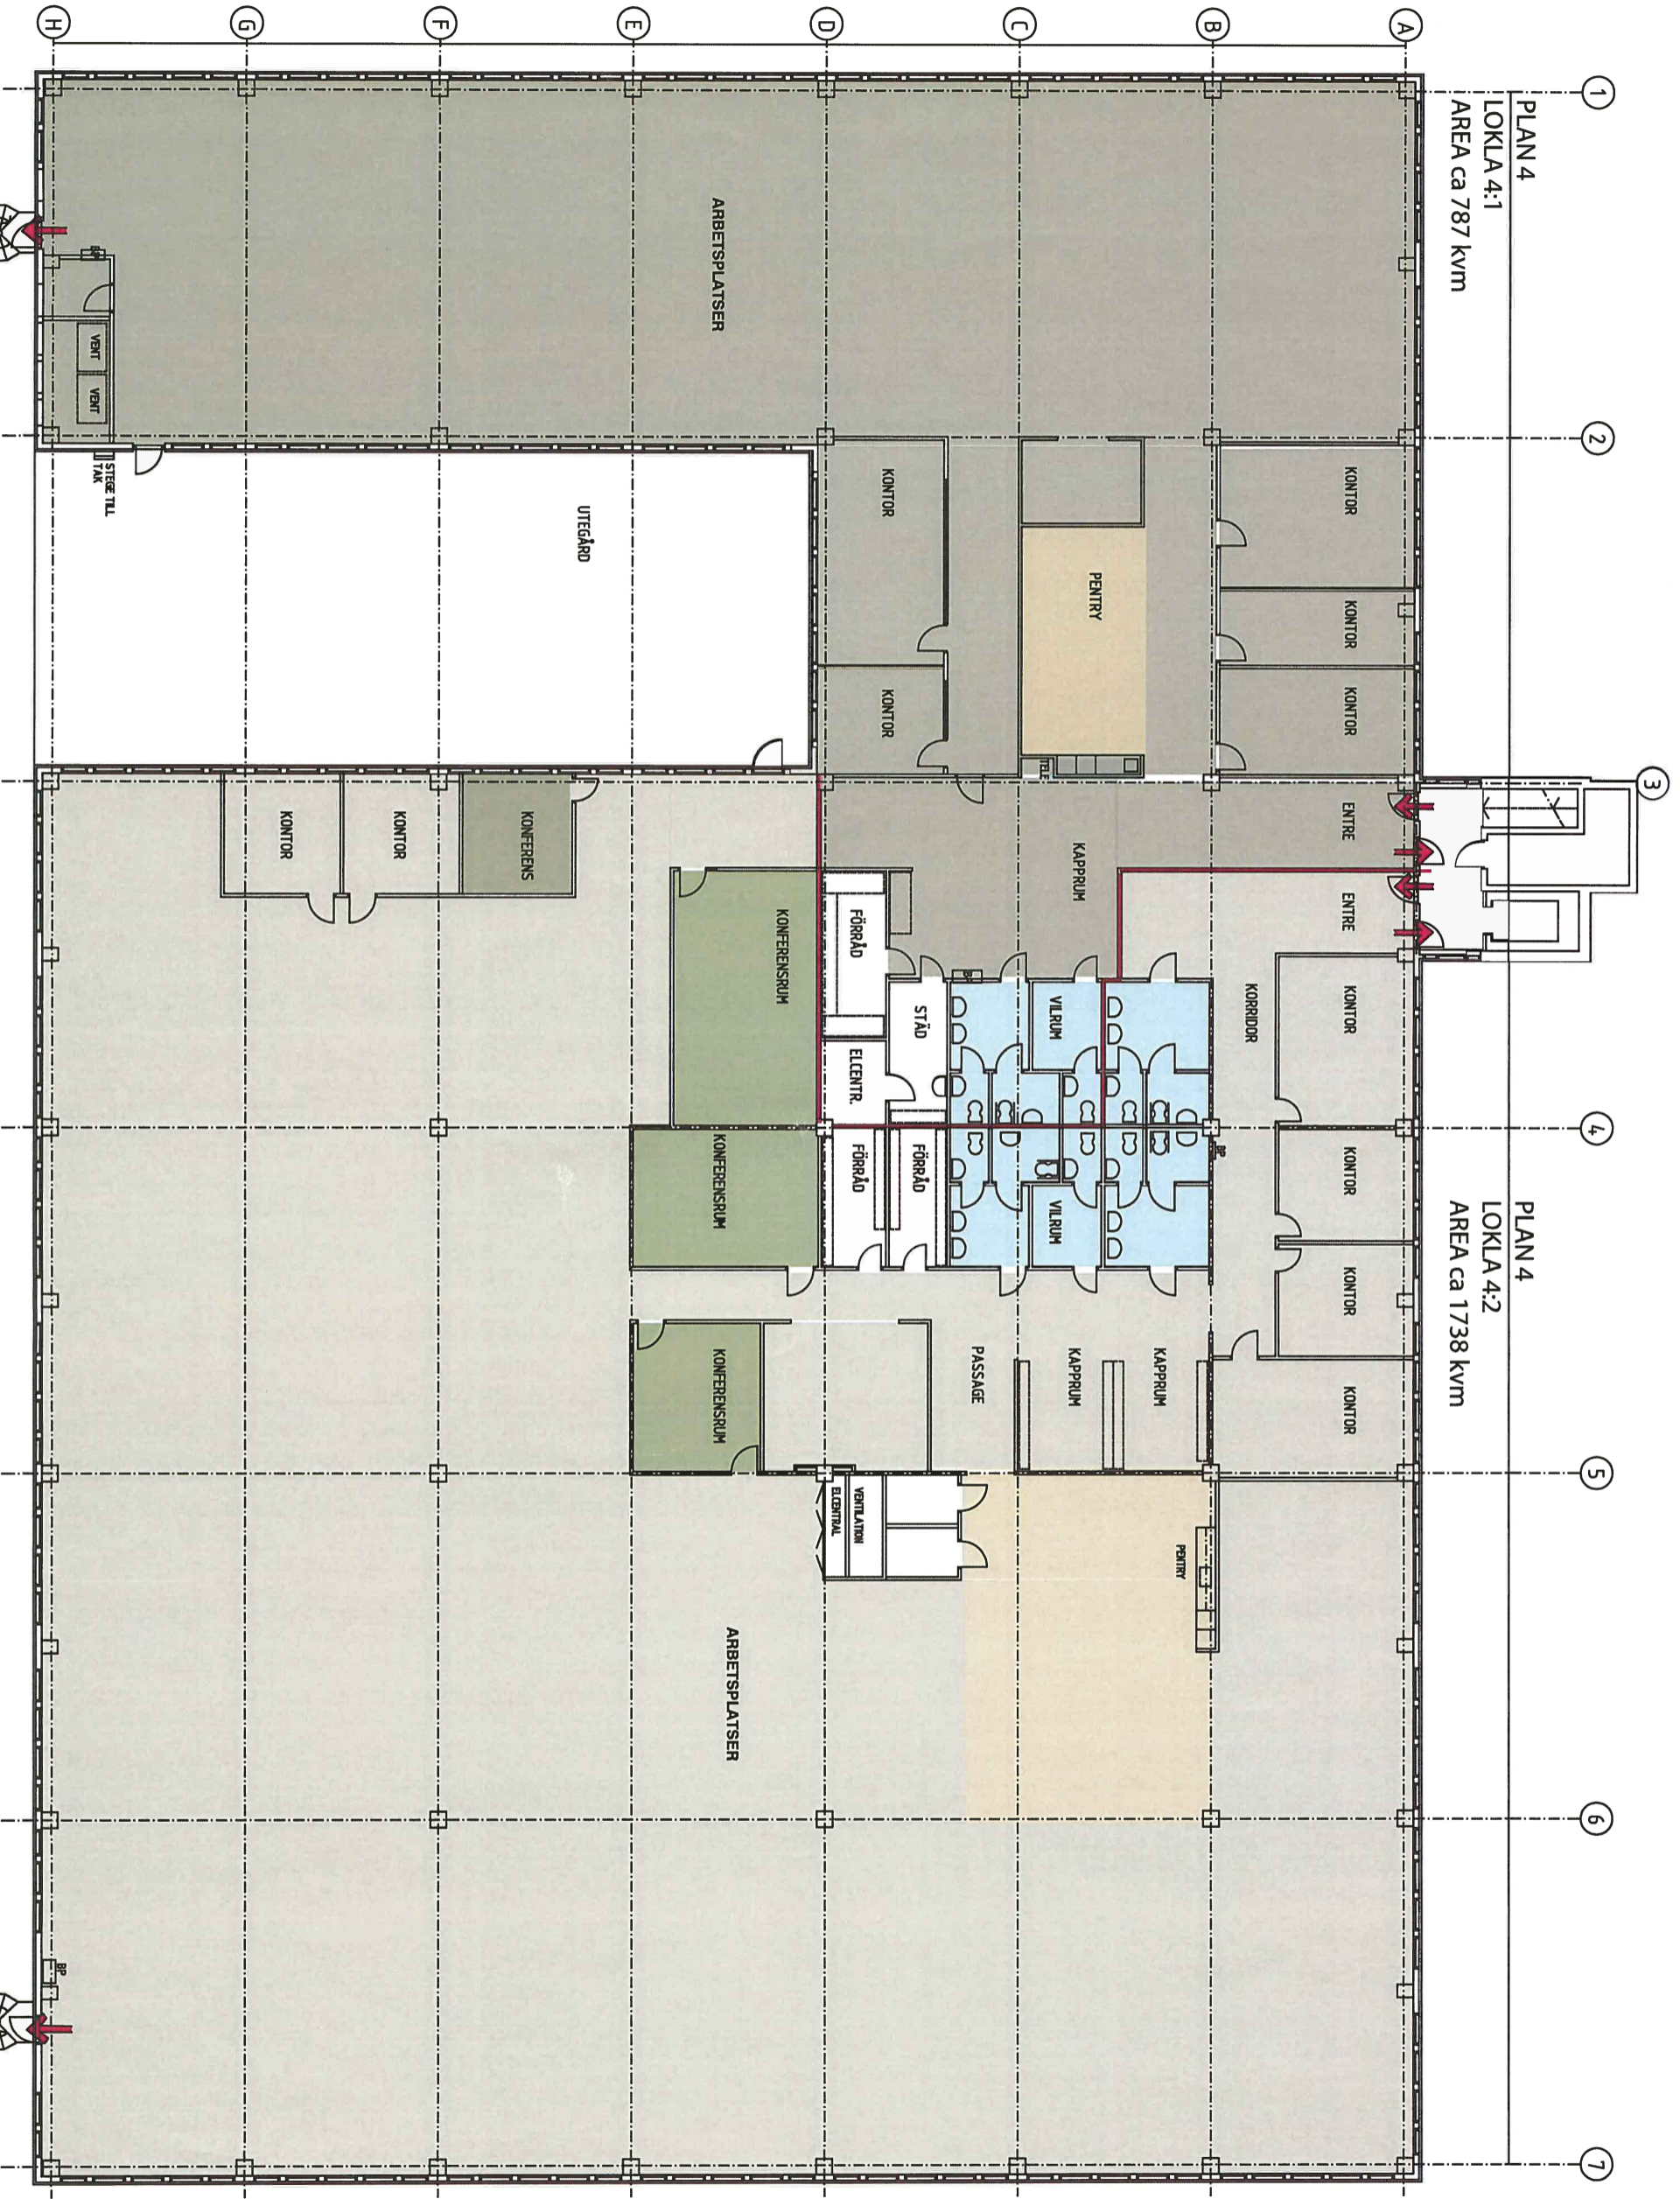 3
1
2
4
5
6
7
PLAN 4
LOKLA 4:1
AREA ca 787 kvm
PLAN 4
LOKLA 4:2
AREA ca 1738 kvm
A
KONTOR
KONTOR
KONTOR
ENTRE
ENTRE
KONTOR
KONTOR
KONTOR
KONTOR
KORRIDOR
B
BP
KAPPRUM
PENTRY
PENTRY
KAPPRUM
VILRUM
VILRUM
KAPPRUM
TELE
C
PASSAGE
STÄD
FÖRRÅD
KONTOR
KONTOR
FÖRRÅD
ELCENTR.
FÖRRÅD
VENTILATION
ELCENTRAL
D
KONFERENSRUM
ARBETSPLATSER
KONFERENSRUM
KONFERENSRUM
ARBETSPLATSER
E
UTEGÅRD
KONFERENS
F
KONTOR
G
KONTOR
STEGE TILL
TAK
VENT
VENT
BP
H
BP